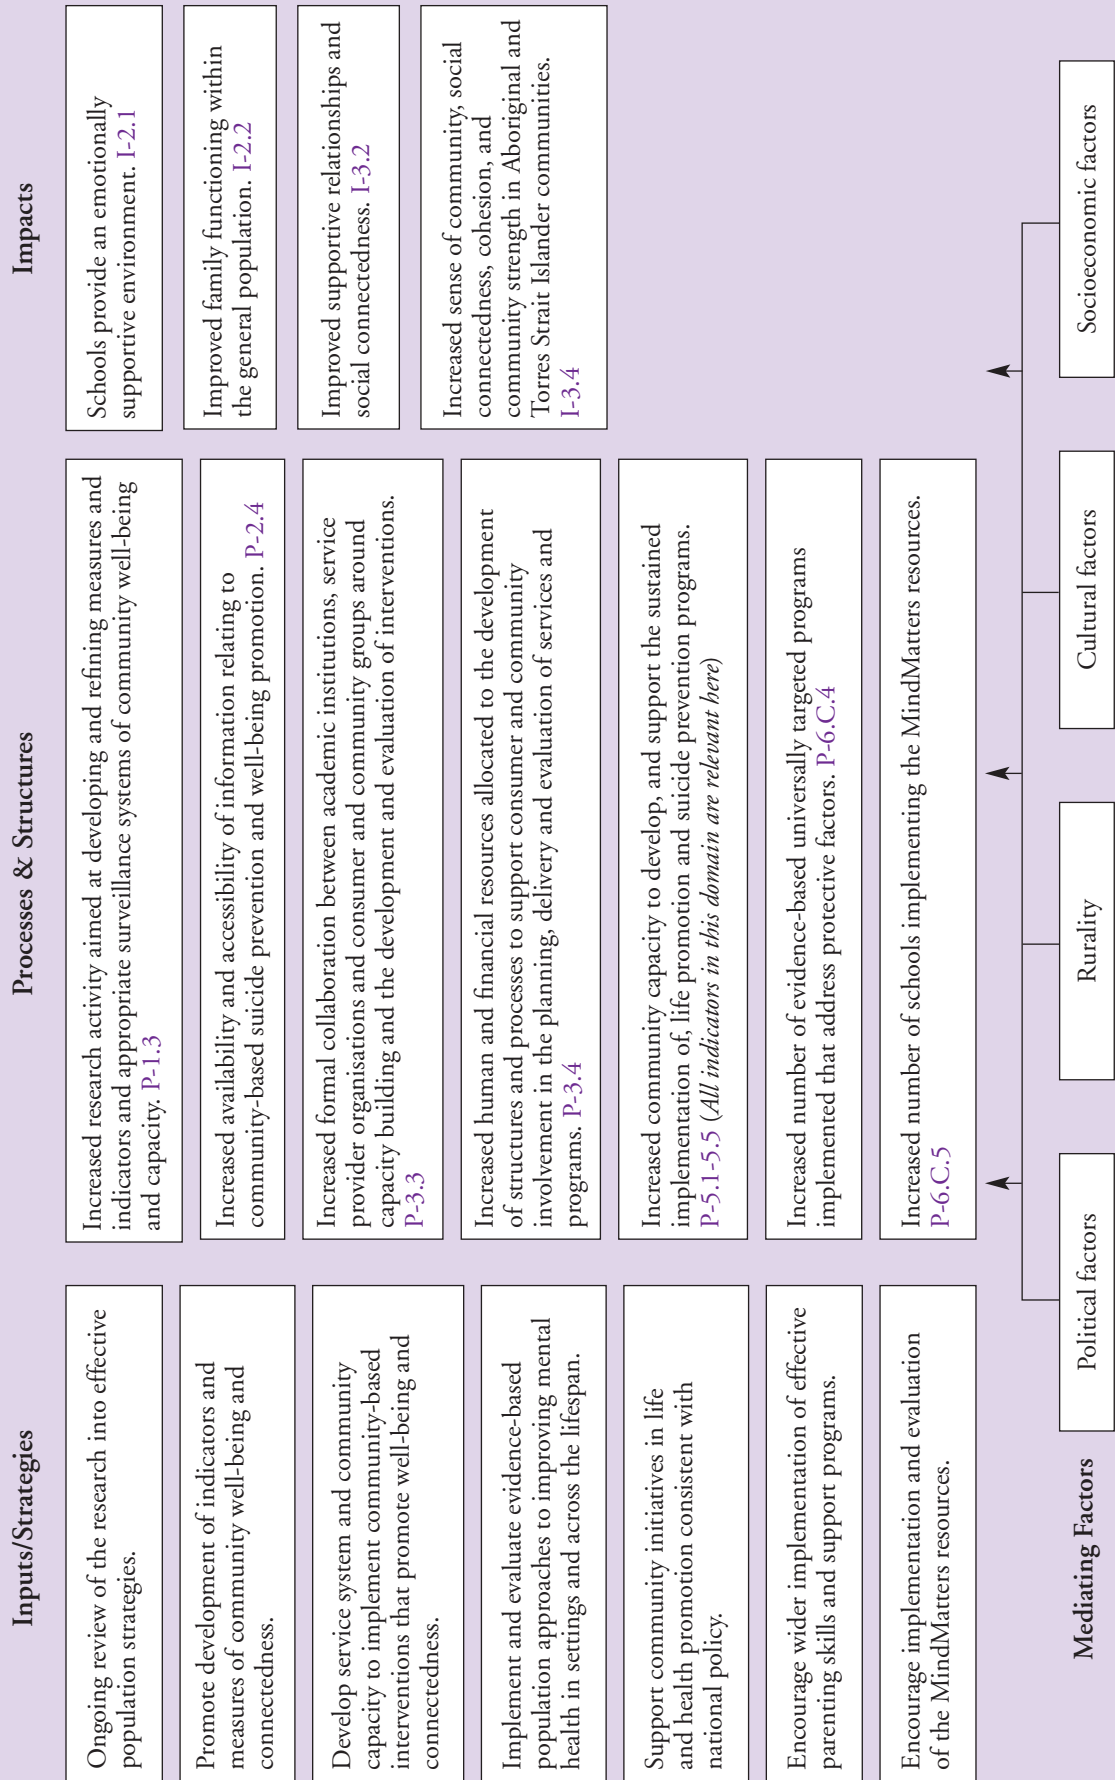 Inputs/Strategies
Ongoing review of the research into effective
population strategies.
Promote development of indicators and
measures of community well-being and
connectedness.
Develop service system and community
capacity to implement community-based
interventions that promote well-being and
connectedness.
Implement and evaluate evidence-based
population approaches to improving mental
health in settings and across the lifespan.
Support community initiatives in life
and health promotion consistent with
national policy.
Encourage wider implementation of effective
parenting skills and support programs.
Encourage implementation and evaluation
of the MindMatters resources.
Processes & Structures
Increased research activity aimed at developing and refining measures and
indicators and appropriate surveillance systems of community well-being
and capacity. P-1.3
Increased availability and accessibility of information relating to
community-based suicide prevention and well-being promotion. P-2.4
Increased formal collaboration between academic institutions, service
provider organisations and consumer and community groups around
capacity building and the development and evaluation of interventions.
P-3.3
Increased human and financial resources allocated to the development
of structures and processes to support consumer and community
involvement in the planning, delivery and evaluation of services and
programs. P-3.4
Increased community capacity to develop, and support the sustained
implementation of, life promotion and suicide prevention programs.
P-5.1-5.5 (All indicators in this domain are relevant here)
Increased number of evidence-based universally targeted programs
implemented that address protective factors. P-6.C.4
Increased number of schools implementing the MindMatters resources.
P-6.C.5
Impacts
Schools provide an emotionally
supportive environment. I-2.1
Improved family functioning within
the general population. I-2.2
Improved supportive relationships and
social connectedness. I-3.2
Increased sense of community, social
connectedness, cohesion, and
community strength in Aboriginal and
Torres Strait Islander communities.
I-3.4
Mediating Factors
Political factors
Rurality
Cultural factors
Socioeconomic factors